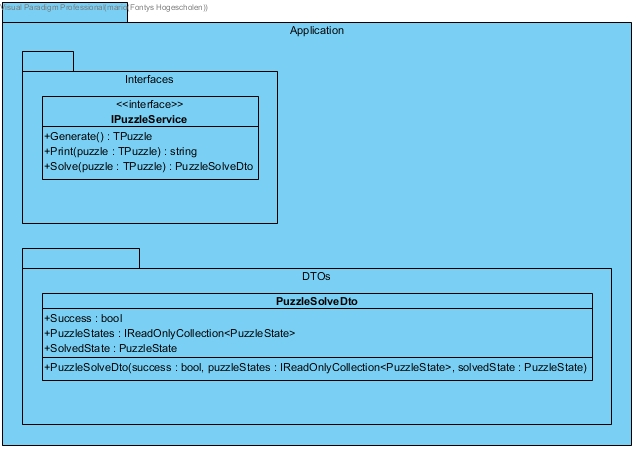 Visual Paradigm Professional(mario(Fontys Hogescholen))
Application
Interfaces
<<interface>>
IPuzzleService
+Generate() : TPuzzle
+Print(puzzle : TPuzzle) : string
+Solve(puzzle : TPuzzle) : PuzzleSolveDto
DTOs
PuzzleSolveDto
+Success : bool
+PuzzleStates : IReadOnlyCollection<PuzzleState>
+SolvedState : PuzzleState
+PuzzleSolveDto(success : bool, puzzleStates : IReadOnlyCollection<PuzzleState>, solvedState : PuzzleState)